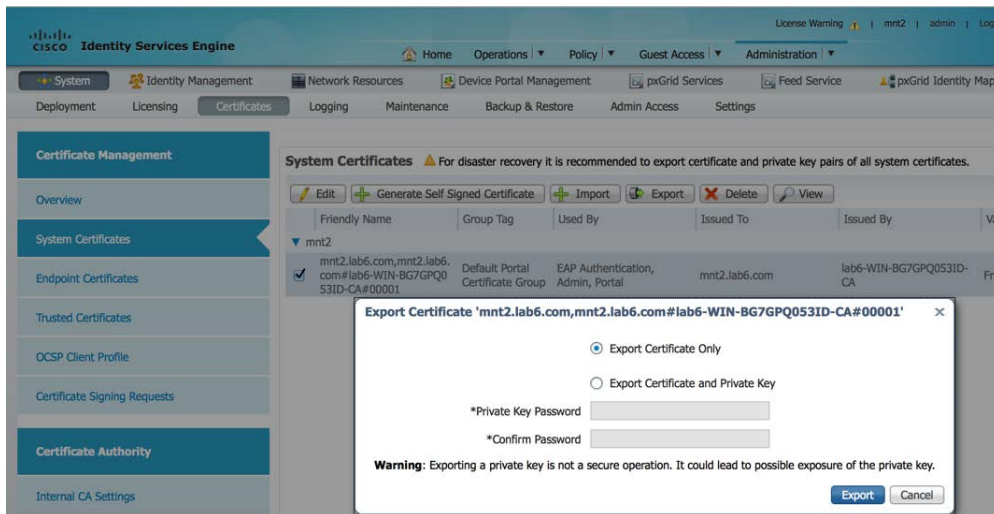 License Warning | mnt2 | admin | Log
CISCO Identity Services Engine
Home Operations Policy Guest Access Administration
System Identity Management Network Resources Device Portal Management pxGrid Services Feed Service pxGrid Identity Map
Deployment Licensing Certificates Logging Maintenance Backup & Restore Admin Access Settings
Certificate Management
Overview
System Certificates
Endpoint Certificates
Trusted Certificates
OCSP Client Profile
Certificate Signing Requests
Certificate Authority
Internal CA Settings
System Certificates For disaster recovery it is recommended to export certificate and private key pairs of all system certificates.
Edit Generate Self Signed Certificate Import Export Delete View
Friendly Name Group Tag Used By Issued To Issued By
mnt2
mnt2.lab6.com,mnt2.lab6.
com#lab6-WIN-BG7GPQ0
53ID-CA#00001
Default Portal
Certificate Group
EAP Authentication,
Admin, Portal
mnt2.lab6.com
lab6-WIN-BG7GPQ053ID-
CA
Fr
Export Certificate 'mnt2.lab6.com,mnt2.lab6.com#lab6-WIN-BG7GPQ053ID-CA#00001'
Export Certificate Only
Export Certificate and Private Key
*Private Key Password
*Confirm Password
Warning: Exporting a private key is not a secure operation. It could lead to possible exposure of the private key.
Export Cancel